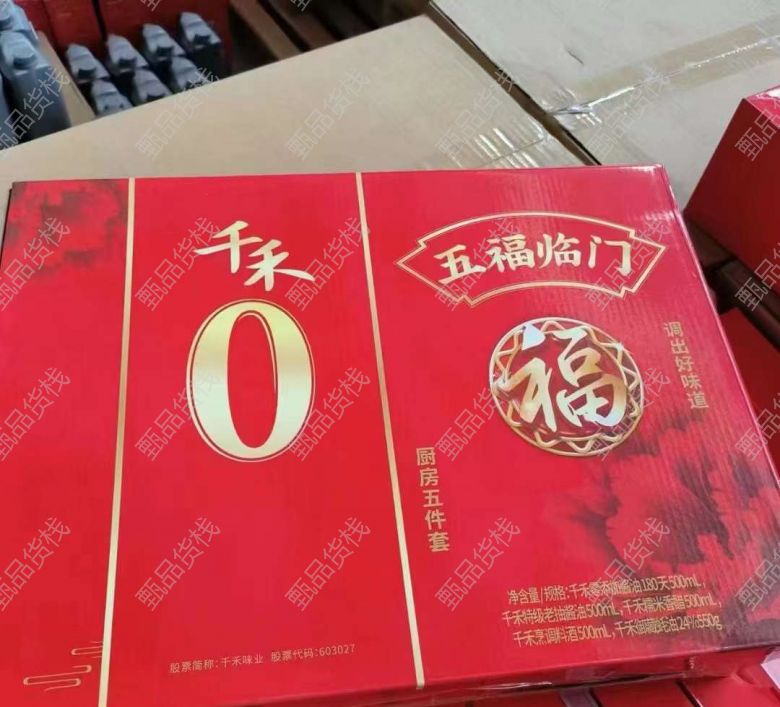 千禾
0
五福临门
福
调出好味道
厨房五件套
净含量/规格:千禾零添加酱油180天500mL,
千禾特级老抽酱油500mL,千禾糯米香醋500mL,
千禾烹调料酒500mL,千禾御藏蚝油24%550g
股票简称:千禾味业 股票代码:603027
甄品货栈